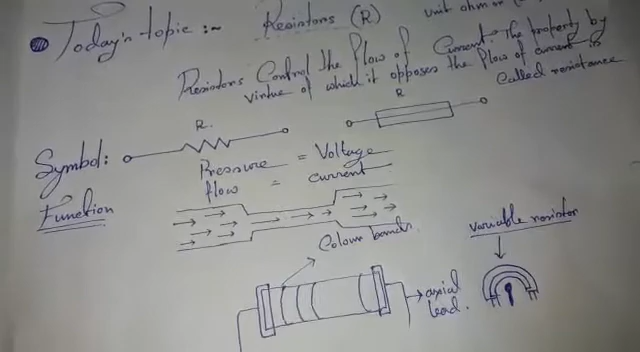 Today's topic :~ Resistors (R) unit ohm or
Resistors Control the Flow of Current. The property by
virtue of which it opposes the Flow of current is
Called resistance
R.
R
Symbol:
Pressure = Voltage
flow = current
Function
Colour bands.
variable resistor
axial
lead.